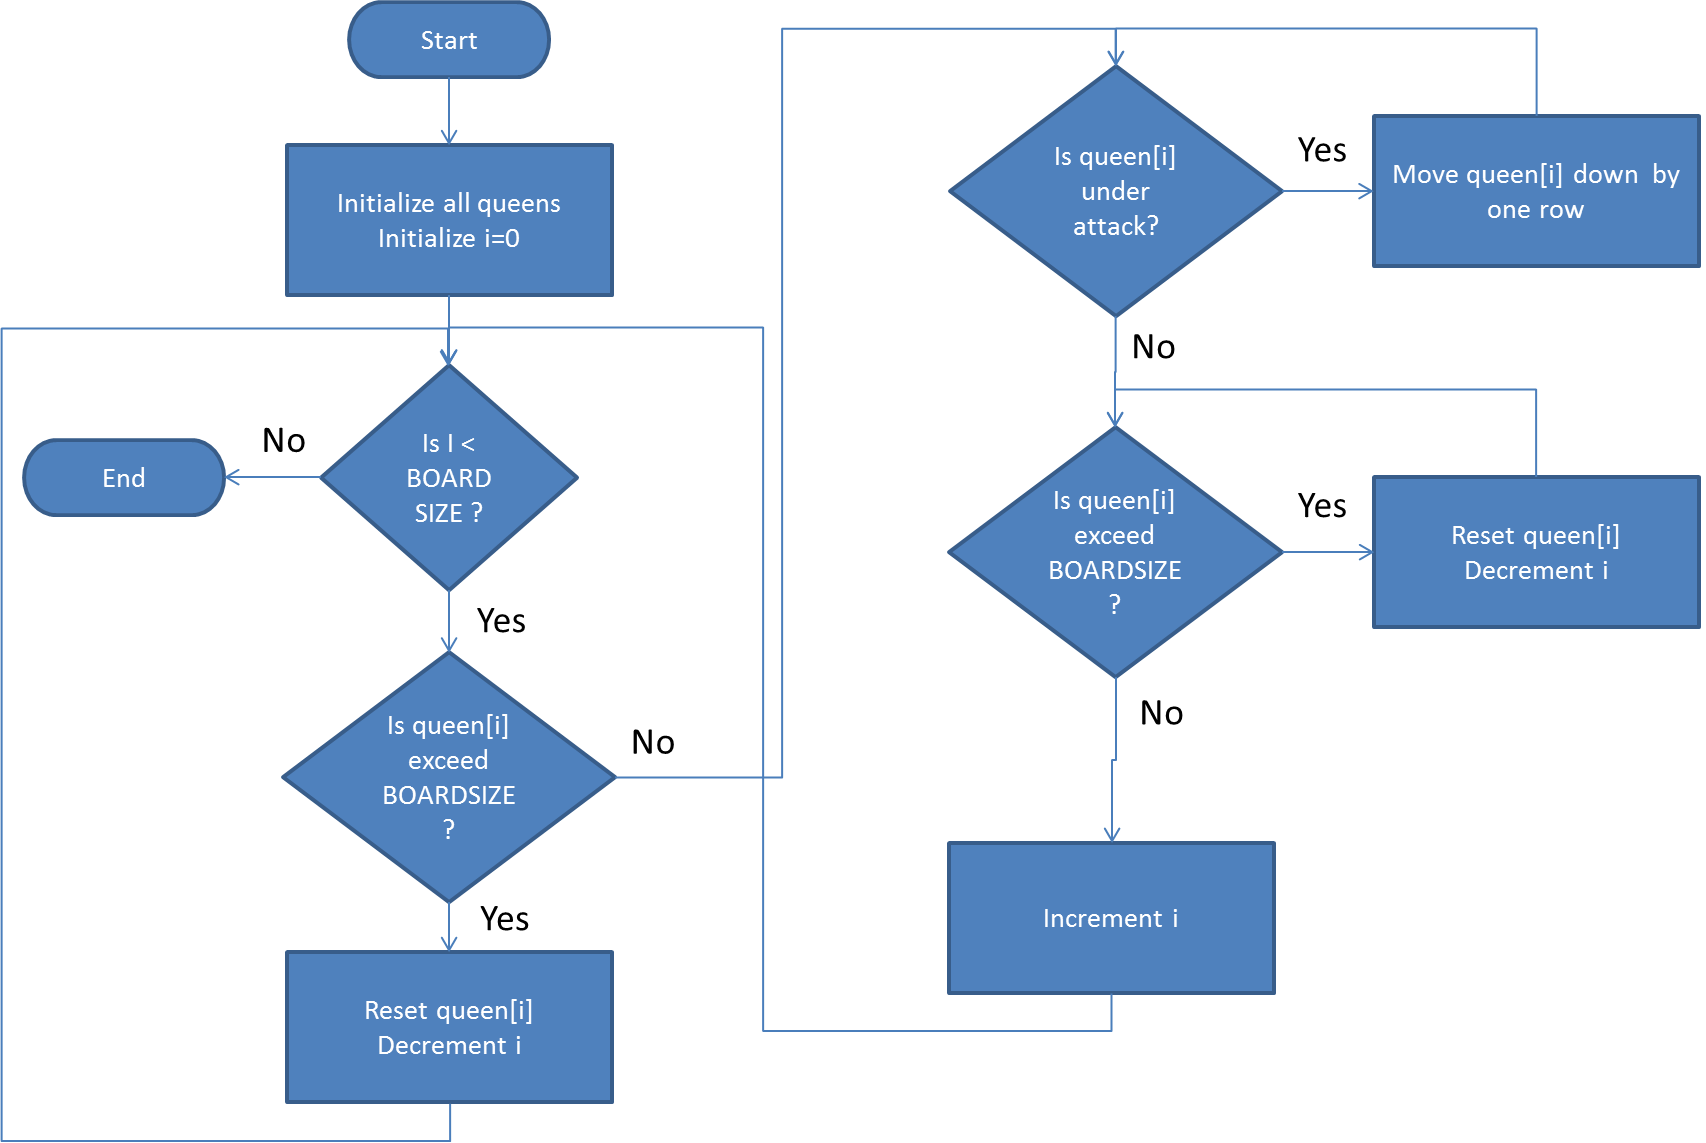 Start
Initialize all queens
Initialize i=0
Is I <
BOARD
SIZE ?
No
End
Yes
Is queen[i]
exceed
BOARDSIZE
?
No
Yes
Reset queen[i]
Decrement i
Is queen[i]
under
attack?
Yes
Move queen[i] down by
one row
No
Is queen[i]
exceed
BOARDSIZE
?
Yes
Reset queen[i]
Decrement i
No
Increment i